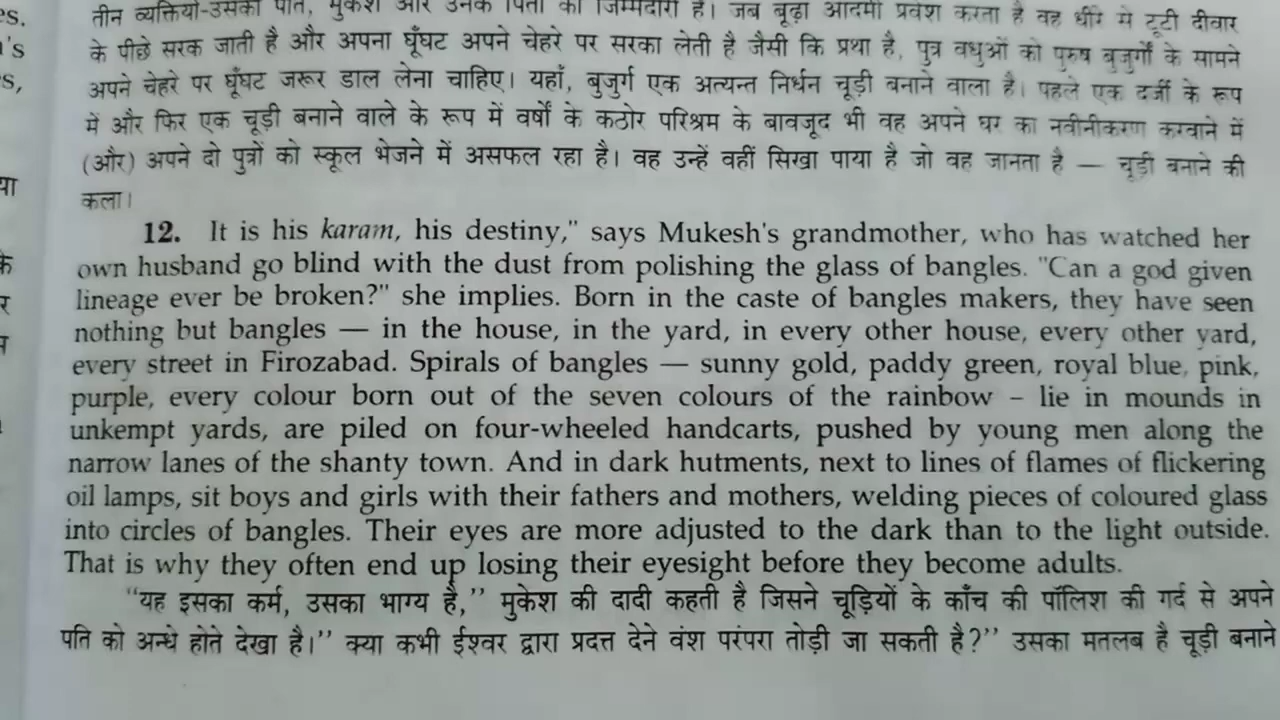 es.
तीन व्यक्तियों-उसका पति, मुकेश और उनके पिता की जिम्मेदारी है। जब बूढ़ा आदमी प्रवेश करता है वह धीरे से टूटी दीवार
n's
के पीछे सरक जाती है और अपना घूँघट अपने चेहरे पर सरका लेती है जैसी कि प्रथा है, पुत्र वधुओं को पुरुष बुजुर्गों के सामने
s,
अपने चेहरे पर घूँघट जरूर डाल लेना चाहिए। यहाँ, बुजुर्ग एक अत्यन्त निर्धन चूड़ी बनाने वाला है। पहले एक दर्जी के रूप
में और फिर एक चूड़ी बनाने वाले के रूप में वर्षों के कठोर परिश्रम के बावजूद भी वह अपने घर का नवीनीकरण करवाने में
(और) अपने दो पुत्रों को स्कूल भेजने में असफल रहा है। वह उन्हें वहीं सिखा पाया है जो वह जानता है — चूड़ी बनाने की
या
कला।
12. It is his karam, his destiny," says Mukesh's grandmother, who has watched her
के
own husband go blind with the dust from polishing the glass of bangles. "Can a god given
र
lineage ever be broken?" she implies. Born in the caste of bangles makers, they have seen
nothing but bangles — in the house, in the yard, in every other house, every other yard,
every street in Firozabad. Spirals of bangles — sunny gold, paddy green, royal blue, pink,
purple, every colour born out of the seven colours of the rainbow – lie in mounds in
unkempt yards, are piled on four-wheeled handcarts, pushed by young men along the
narrow lanes of the shanty town. And in dark hutments, next to lines of flames of flickering
oil lamps, sit boys and girls with their fathers and mothers, welding pieces of coloured glass
into circles of bangles. Their eyes are more adjusted to the dark than to the light outside.
That is why they often end up losing their eyesight before they become adults.
‘‘यह इसका कर्म, उसका भाग्य है,’’ मुकेश की दादी कहती है जिसने चूड़ियों के काँच की पॉलिश की गर्द से अपने
पति को अन्धे होते देखा है।’’ क्या कभी ईश्वर द्वारा प्रदत्त देने वंश परंपरा तोड़ी जा सकती है?’’ उसका मतलब है चूड़ी बनाने